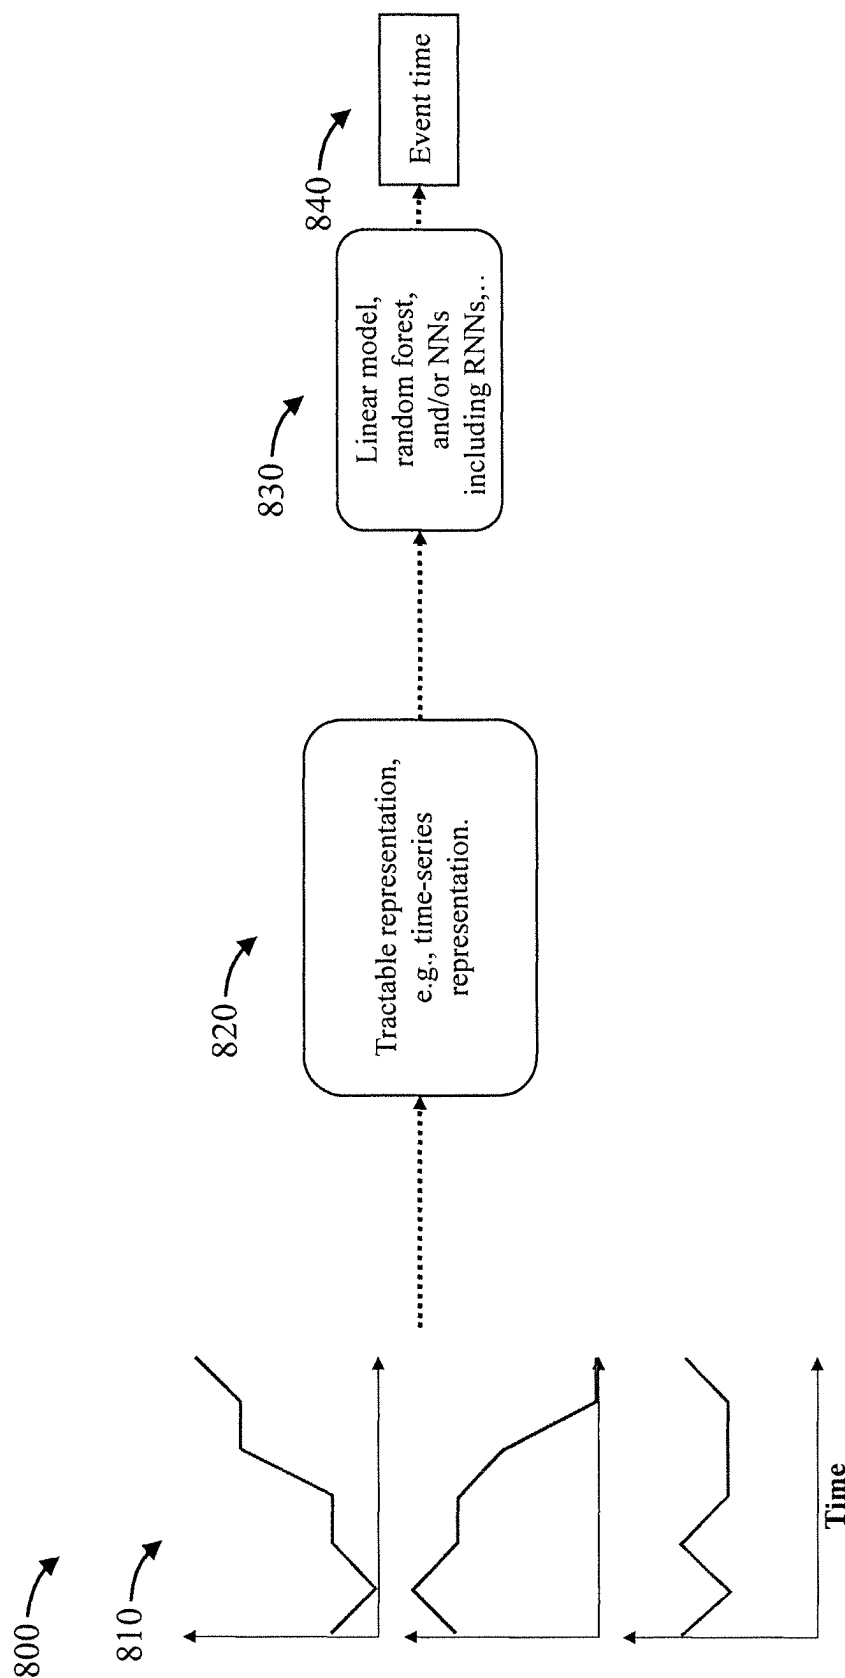 800
810
Time
820
Tractable representation,
e.g., time-series
representation.
830
Linear model,
random forest,
and/or NNs
including RNNs,..
840
Event time